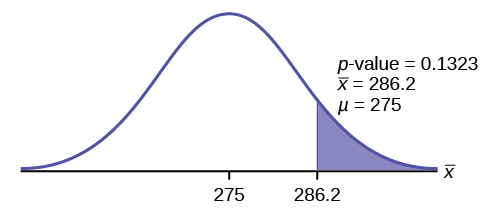 p-value = 0.1323
x̅ = 286.2
μ = 275
x̅
275 286.2